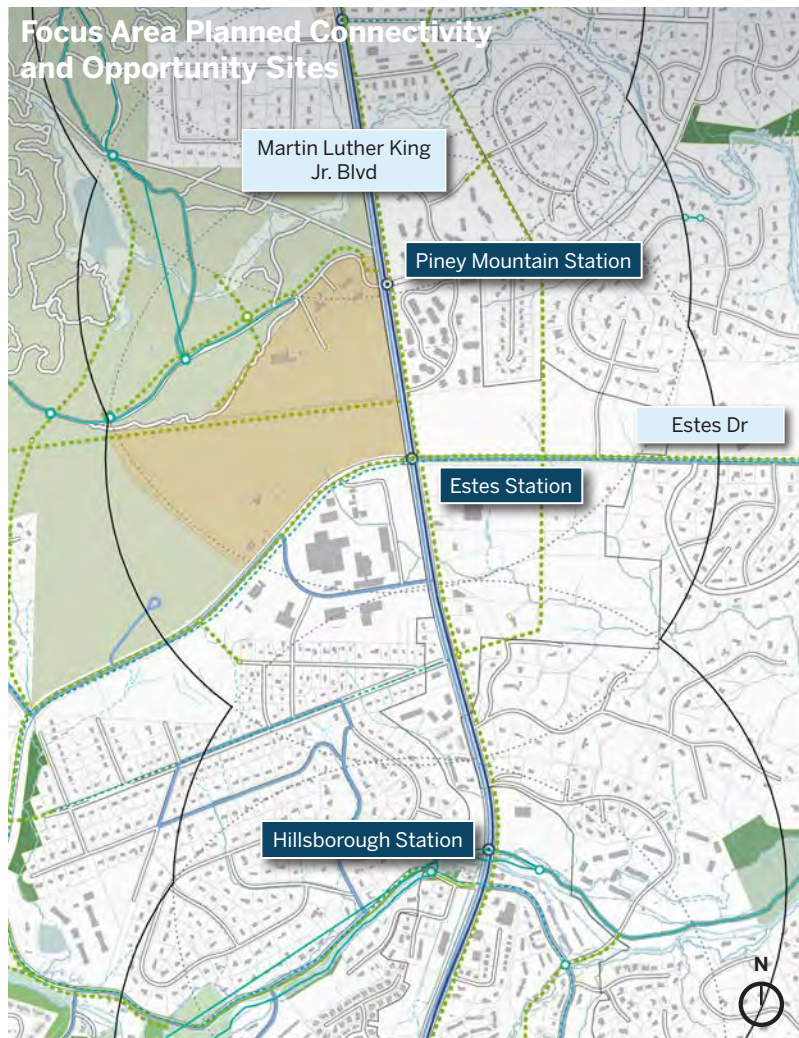 Focus Area Planned Connectivity
and Opportunity Sites
Martin Luther King
Jr. Blvd
Piney Mountain Station
Estes Dr
Estes Station
Hillsborough Station
N